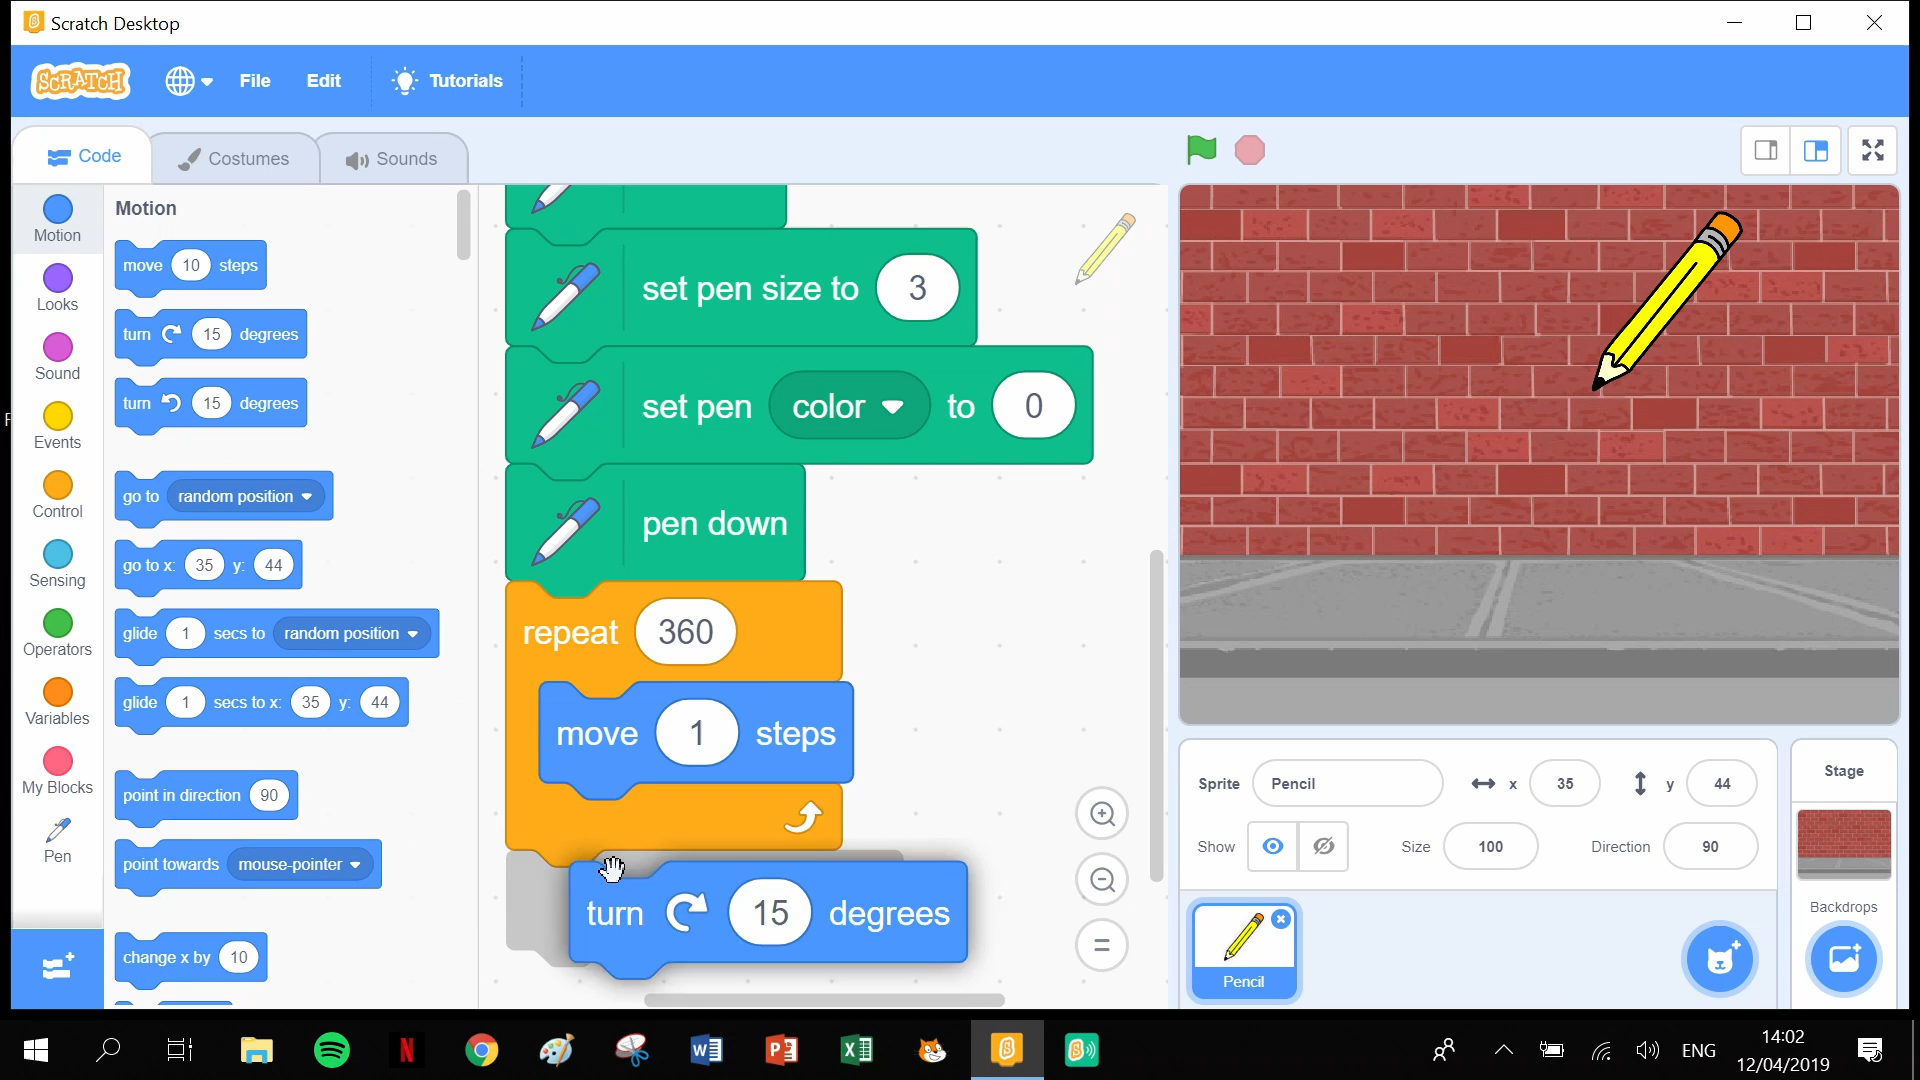 Scratch Desktop
SCRATCH
File
Edit
Tutorials
Code
Costumes
Sounds
Motion
Looks
Sound
Events
Control
Sensing
Operators
Variables
My Blocks
Pen
Motion
move 10 steps
turn 15 degrees
turn 15 degrees
go to random position
go to x: 35 y: 44
glide 1 secs to random position
glide 1 secs to x: 35 y: 44
point in direction 90
point towards mouse-pointer
change x by 10
set pen size to 3
set pen color to 0
pen down
repeat 360
move 1 steps
turn 15 degrees
Sprite Pencil x 35 y 44
Show Size 100 Direction 90
Pencil
Stage
Backdrops
ENG
14:02
12/04/2019